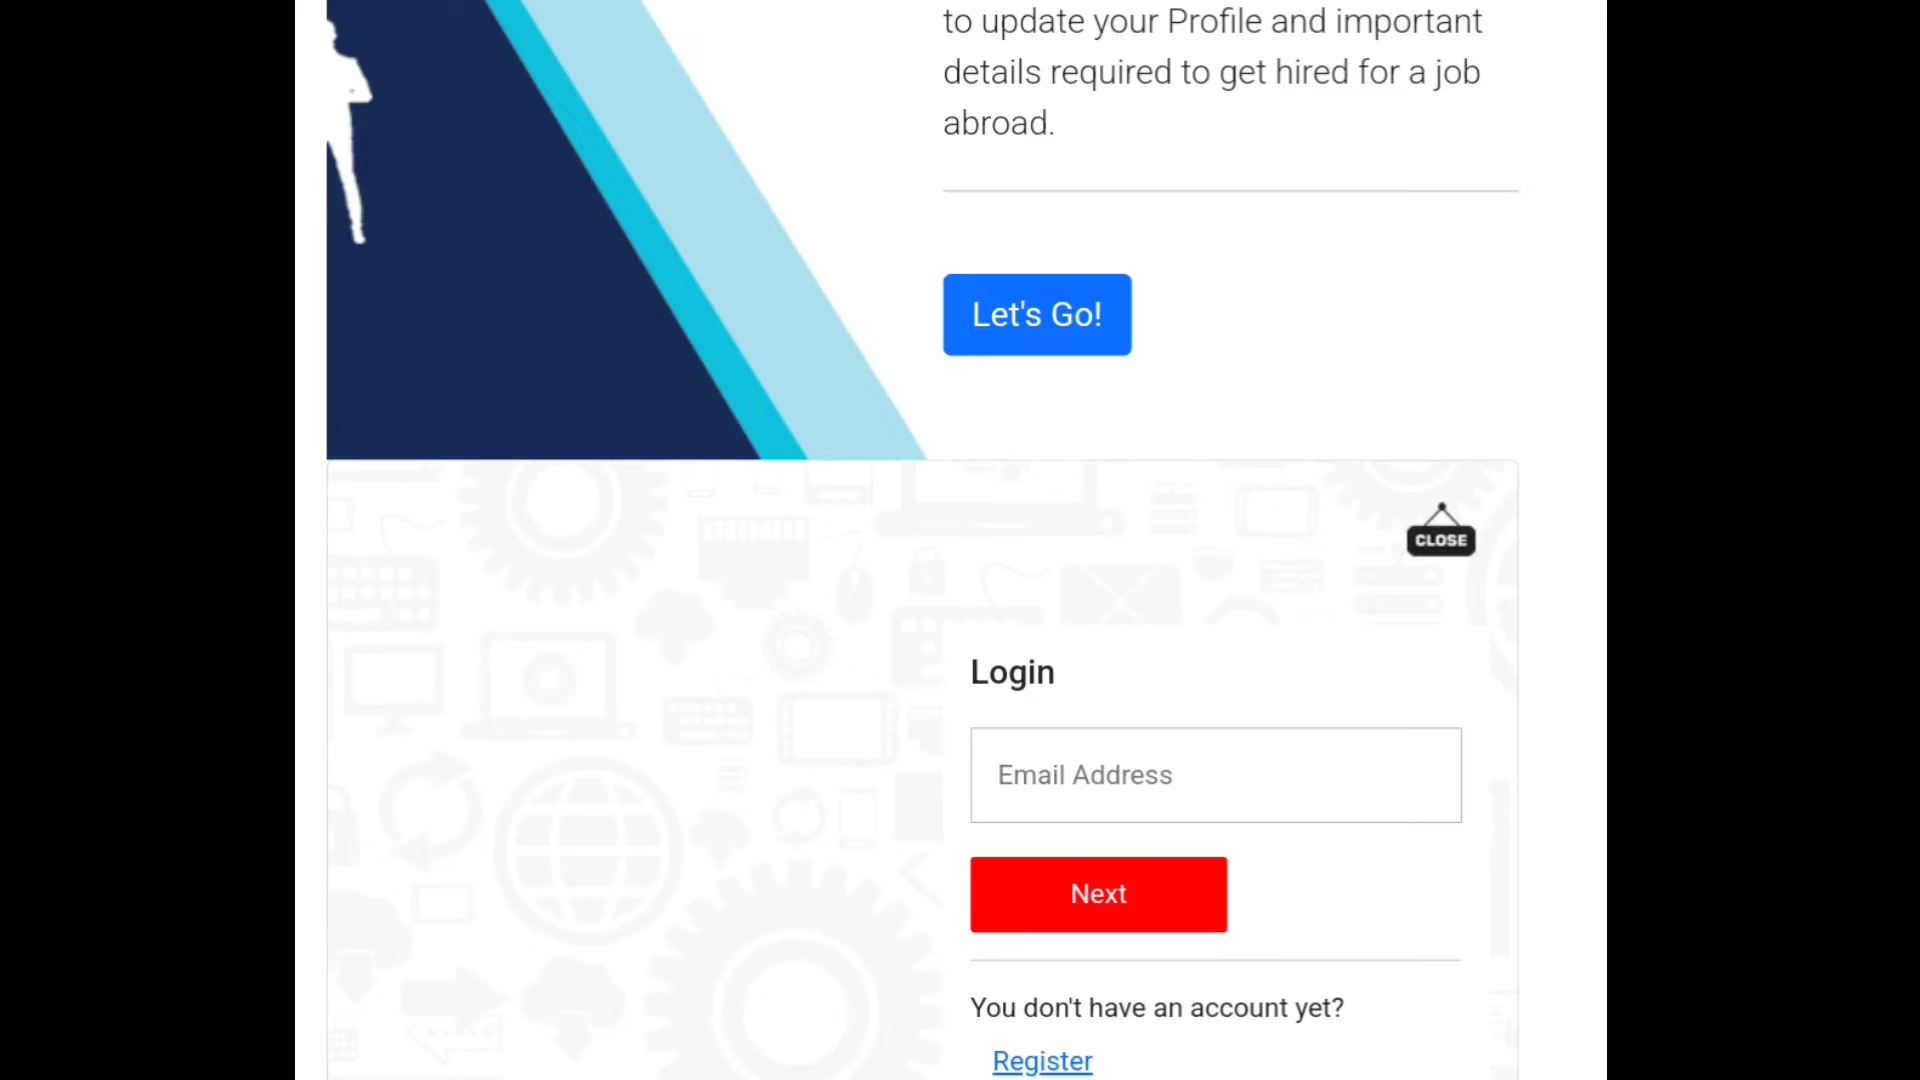 to update your Profile and important
details required to get hired for a job
abroad.
Let's Go!
CLOSE
Login
Email Address
Next
You don't have an account yet?
Register